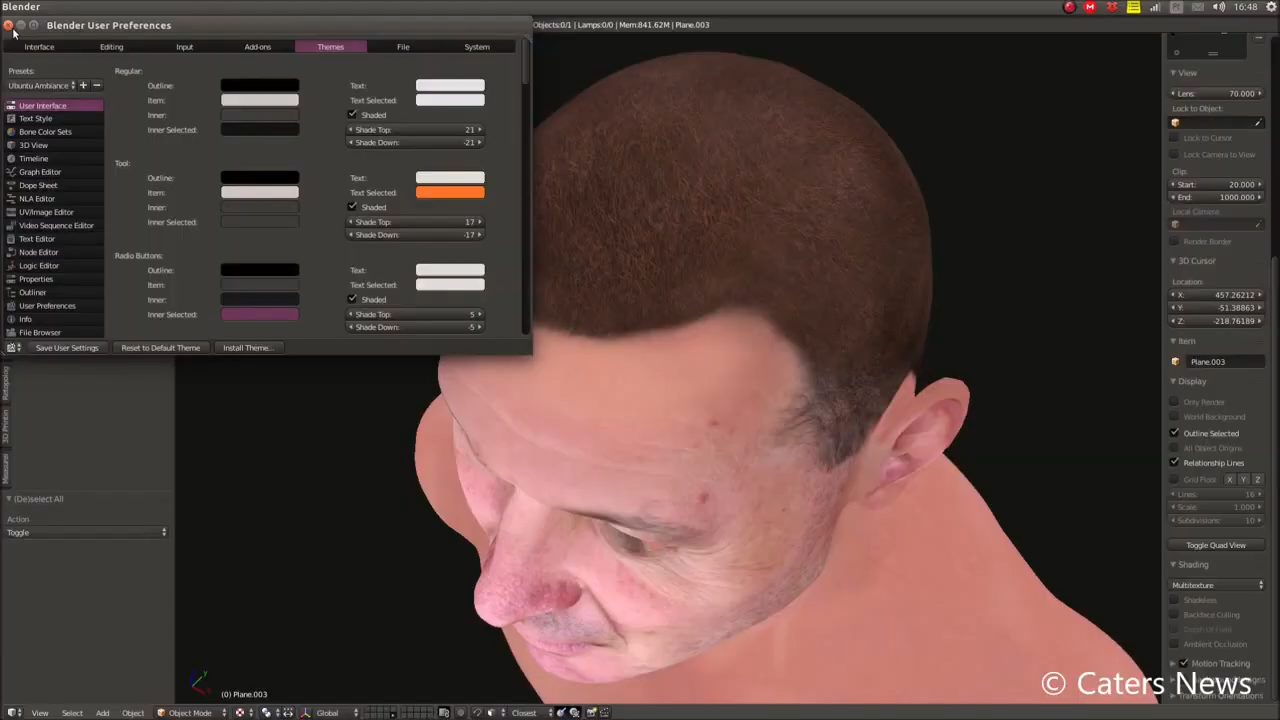 Blender
16:48
Blender User Preferences
Objects:0/1 | Lamps:0/0 | Mem:841.62M | Plane.003
Interface Editing Input Add-ons Themes File System
Presets:
Ubuntu Ambiance
User Interface
Text Style
Bone Color Sets
3D View
Timeline
Graph Editor
Dope Sheet
NLA Editor
UV/Image Editor
Video Sequence Editor
Text Editor
Node Editor
Logic Editor
Properties
Outliner
User Preferences
Info
File Browser
Regular:
Outline: Text:
Item: Text Selected:
Inner: Shaded
Inner Selected: Shade Top: 21
Shade Down: -21
Tool:
Outline: Text:
Item: Text Selected:
Inner: Shaded
Inner Selected: Shade Top: 17
Shade Down: -17
Radio Buttons:
Outline: Text:
Item: Text Selected:
Inner: Shaded
Inner Selected: Shade Top: 5
Shade Down: -5
Save User Settings Reset to Default Theme Install Theme...
Retopolog
3D Printin
Measurei
(De)select All
Action
Toggle
View
Lens: 70.000
Lock to Object:
Lock to Cursor
Lock Camera to View
Clip:
Start: 20.000
End: 1000.000
Local Camera:
Render Border
3D Cursor
Location:
X: 457.26212
Y: -51.38863
Z: -218.76189
Item
Plane.003
Display
Only Render
World Background
Outline Selected
All Object Origins
Relationship Lines
Grid Floor X Y Z
Lines: 16
Scale: 1.000
Subdivisions: 10
Toggle Quad View
Shading
Multitexture
Shadeless
Backface Culling
Depth Of Field
Ambient Occlusion
Motion Tracking
© Caters News
(0) Plane.003
View Select Add Object Object Mode Global Closest